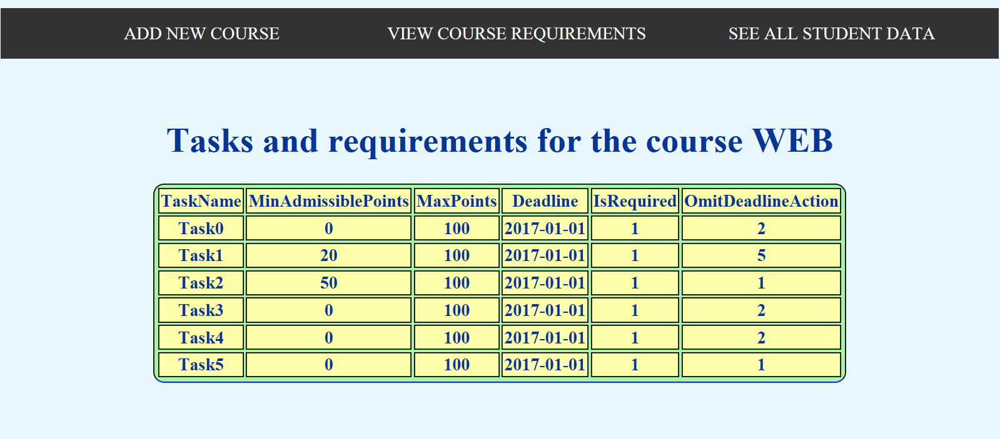 ADD NEW COURSE VIEW COURSE REQUIREMENTS SEE ALL STUDENT DATA
Tasks and requirements for the course WEB
TaskName MinAdmissiblePoints MaxPoints Deadline IsRequired OmitDeadlineAction
Task0 0 100 2017-01-01 1 2
Task1 20 100 2017-01-01 1 5
Task2 50 100 2017-01-01 1 1
Task3 0 100 2017-01-01 1 2
Task4 0 100 2017-01-01 1 2
Task5 0 100 2017-01-01 1 1